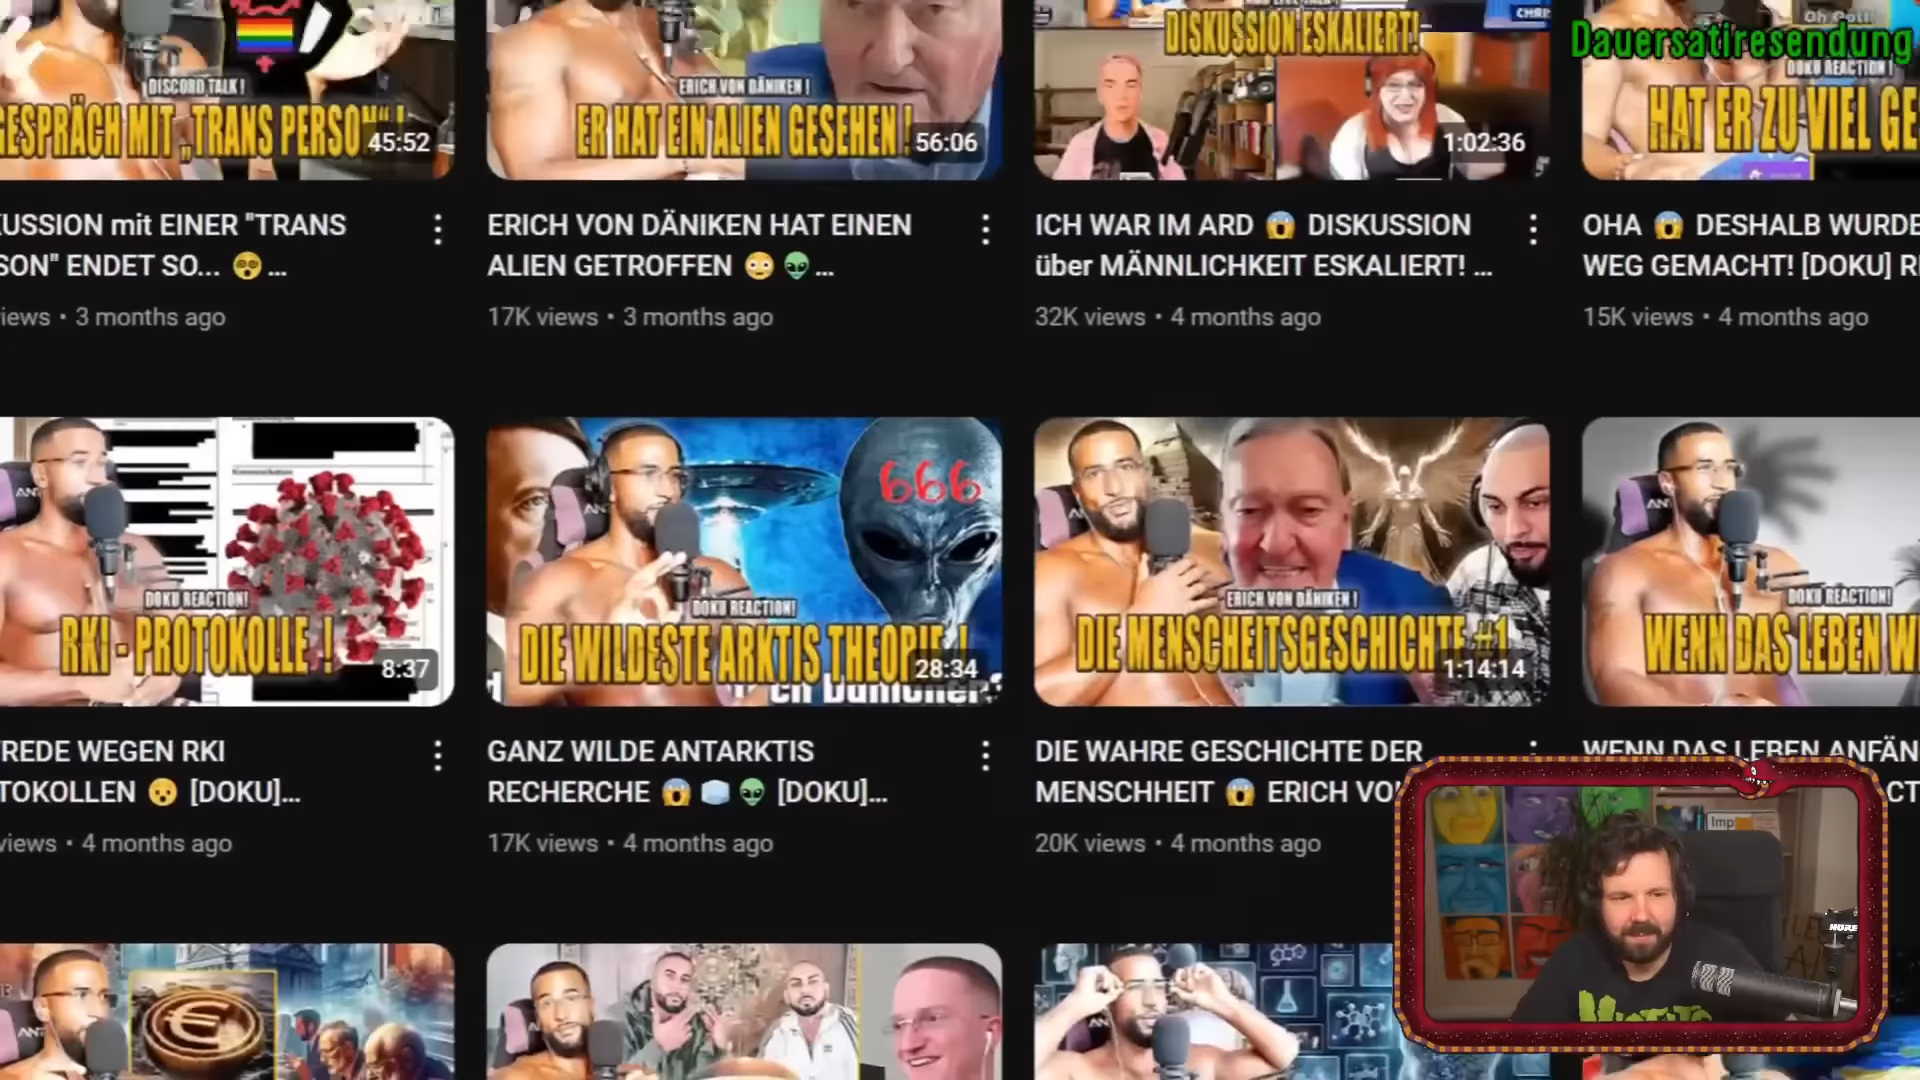 Dauersatiresendung
DISCORD TALK!
GESPRÄCH MIT „TRANS PERSON“ !
45:52
ERICH VON DÄNIKEN !
ER HAT EIN ALIEN GESEHEN !
56:06
DISKUSSION ESKALIERT!
1:02:36
Oh Gott!
DOKU REACTION!
HAT ER ZU VIEL GE
KUSSION mit EINER "TRANS
SON" ENDET SO... 😵 ...
iews • 3 months ago
ERICH VON DÄNIKEN HAT EINEN
ALIEN GETROFFEN 😳 👽 ...
17K views • 3 months ago
ICH WAR IM ARD 😱 DISKUSSION
über MÄNNLICHKEIT ESKALIERT! ...
32K views • 4 months ago
OHA 😱 DESHALB WURDE
WEG GEMACHT! [DOKU] R
15K views • 4 months ago
DOKU REACTION!
RKI - PROTOKOLLE !
8:37
666
DOKU REACTION!
DIE WILDESTE ARKTIS THEORIE !
28:34
ERICH VON DÄNIKEN !
DIE MENSCHEITSGESCHICHTE #1
1:14:14
DOKU REACTION!
WENN DAS LEBEN W
REDE WEGEN RKI
TOKOLLEN 😮 [DOKU]...
views • 4 months ago
GANZ WILDE ANTARKTIS
RECHERCHE 😱 🧊 👽 [DOKU]...
17K views • 4 months ago
DIE WAHRE GESCHICHTE DER
MENSCHHEIT 😱 ERICH VO
20K views • 4 months ago
WENN DAS LEBEN ANFÄN
CT
Imp